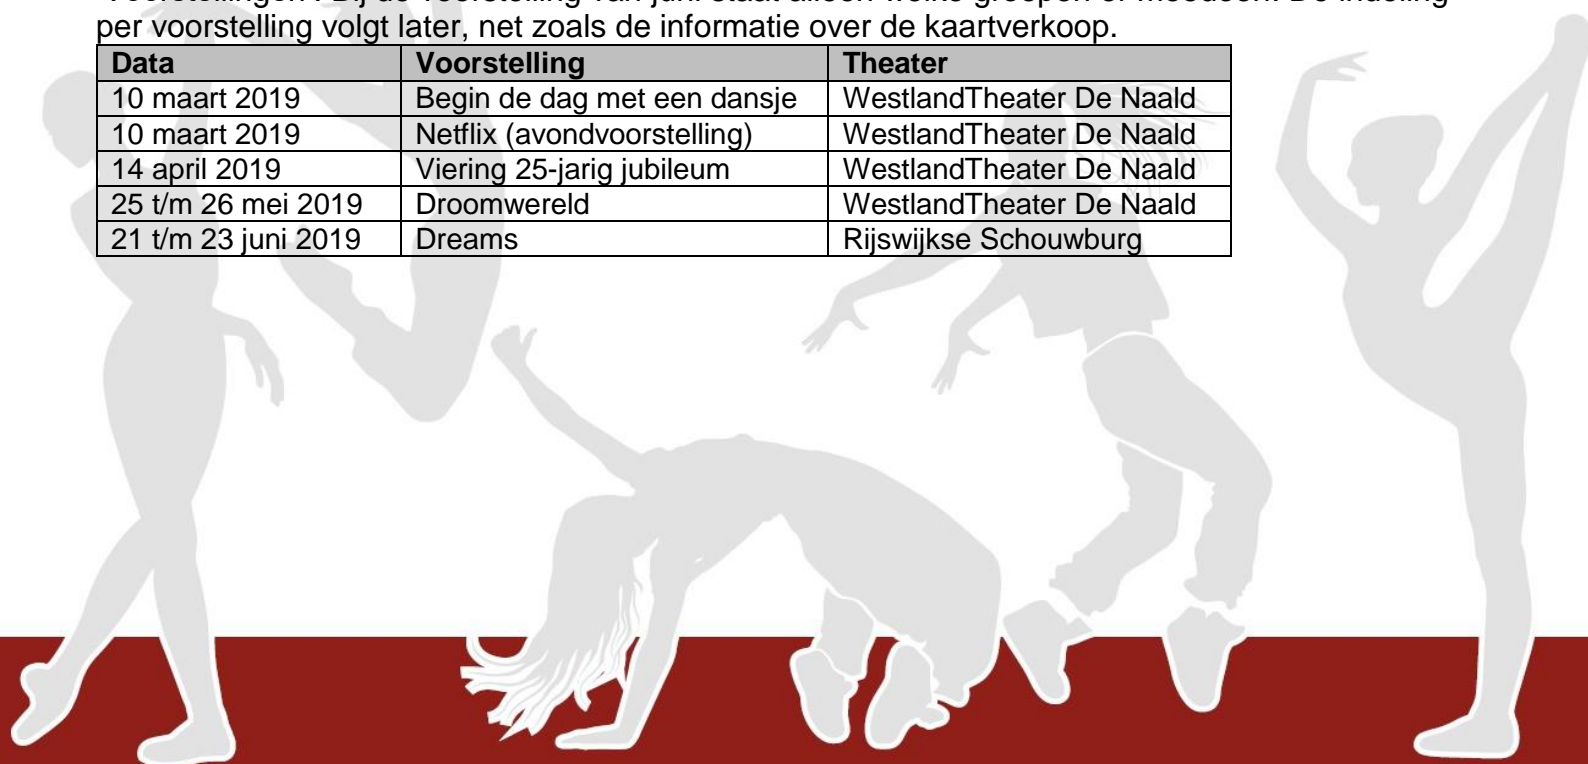 per voorstelling volgt later, net zoals de informatie over de kaartverkoop.
Data Voorstelling Theater
10 maart 2019 Begin de dag met een dansje WestlandTheater De Naald
10 maart 2019 Netflix (avondvoorstelling) WestlandTheater De Naald
14 april 2019 Viering 25-jarig jubileum WestlandTheater De Naald
25 t/m 26 mei 2019 Droomwereld WestlandTheater De Naald
21 t/m 23 juni 2019 Dreams Rijswijkse Schouwburg